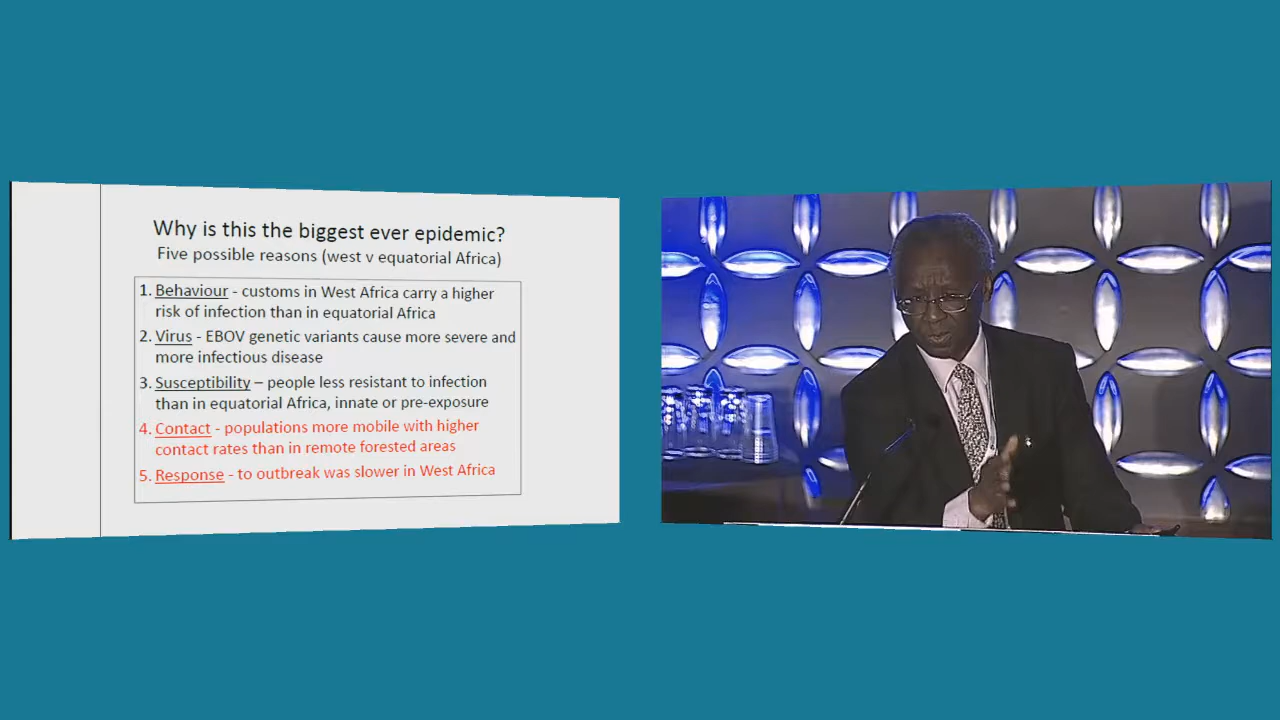 Why is this the biggest ever epidemic?
Five possible reasons (west v equatorial Africa)
1. Behaviour - customs in West Africa carry a higher
risk of infection than in equatorial Africa
2. Virus - EBOV genetic variants cause more severe and
more infectious disease
3. Susceptibility – people less resistant to infection
than in equatorial Africa, innate or pre-exposure
4. Contact - populations more mobile with higher
contact rates than in remote forested areas
5. Response - to outbreak was slower in West Africa